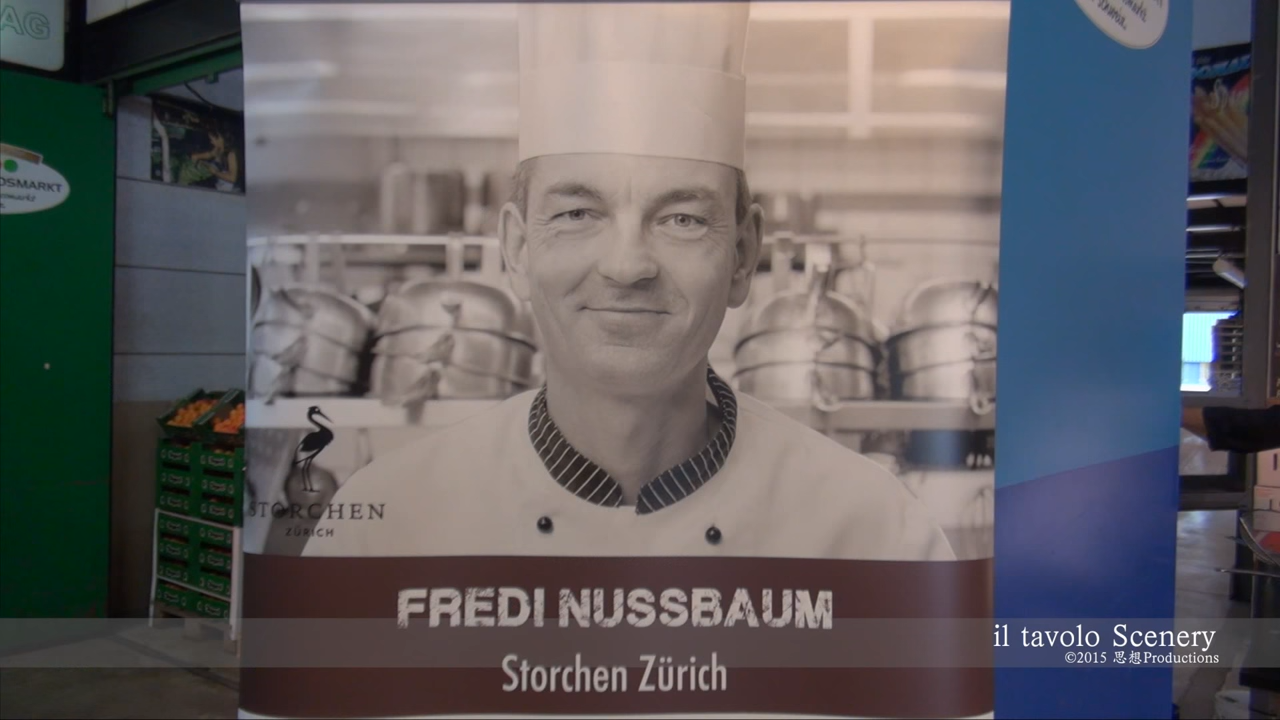 AG
OSMARKT
STORCHEN
ZÜRICH
FREDI NUSSBAUM
Storchen Zürich
il tavolo Scenery
©2015 思想Productions